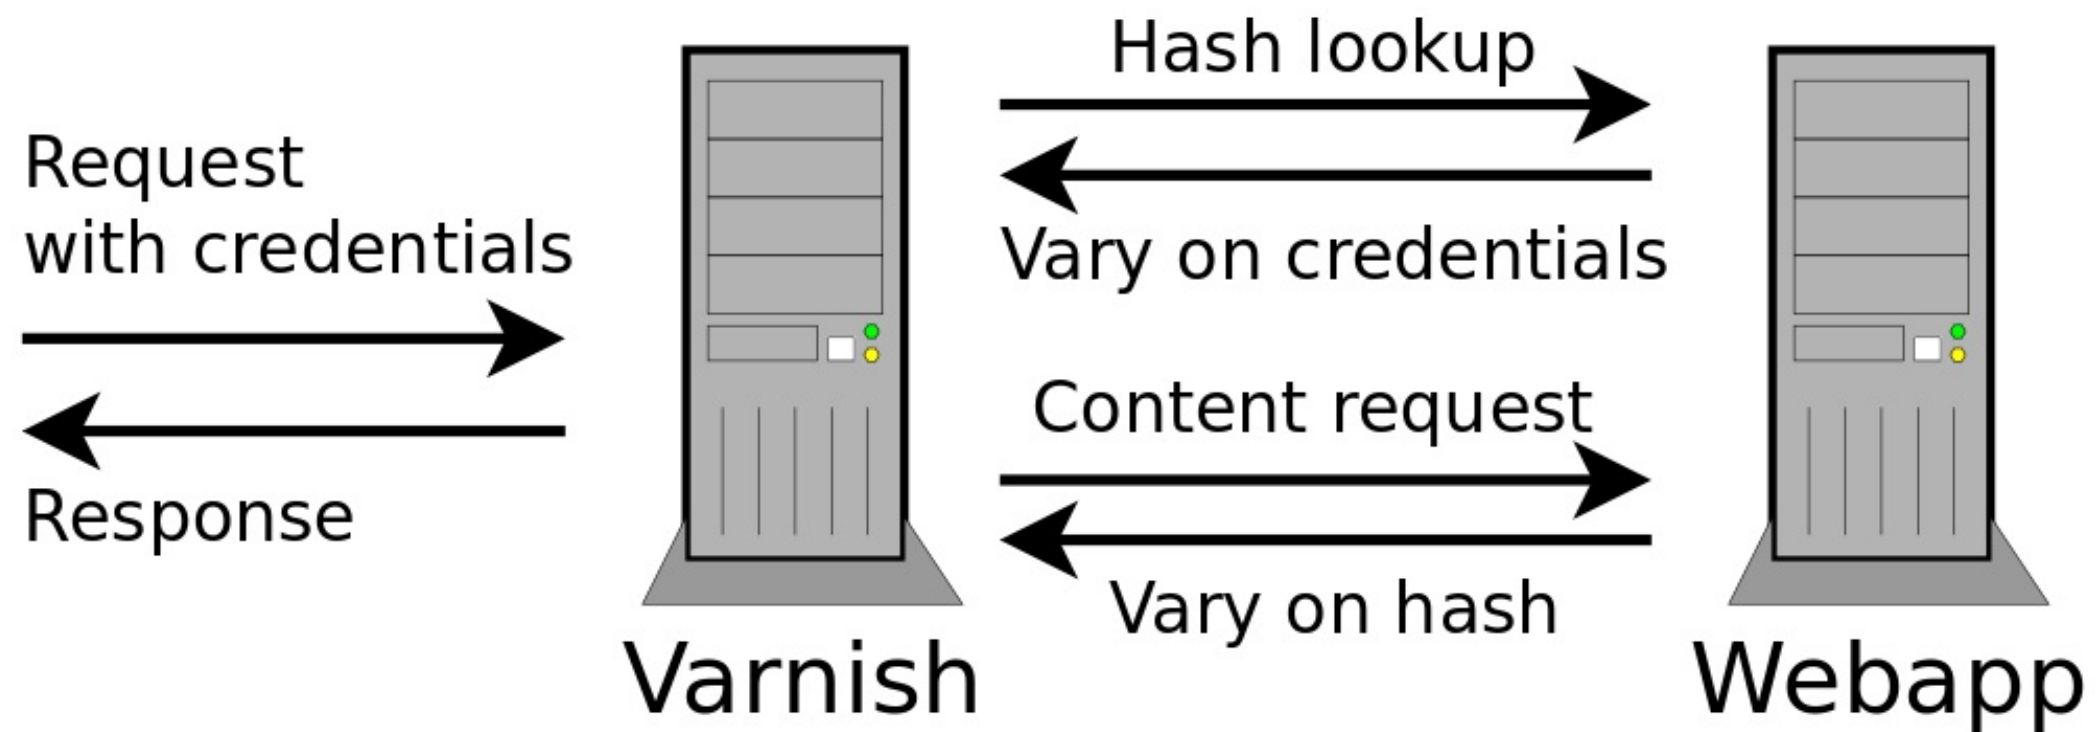 Request
with credentials
Response
Varnish
Hash lookup
Vary on credentials
Content request
Vary on hash
Webapp